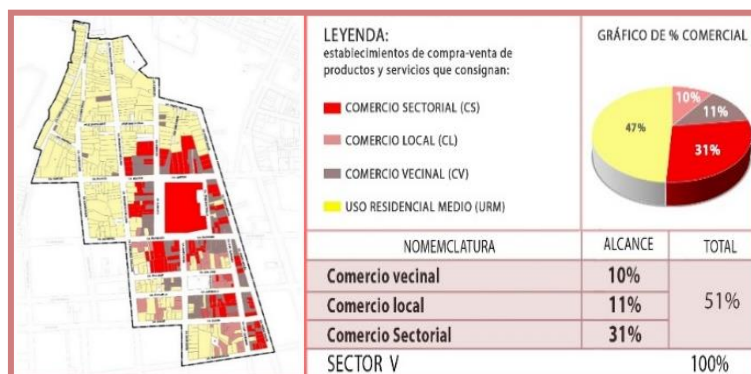 LEYENDA:
establecimientos de compra-venta de
productos y servicios que consignan:
COMERCIO SECTORIAL (CS)
COMERCIO LOCAL (CL)
COMERCIO VECINAL (CV)
USO RESIDENCIAL MEDIO (URM)
GRÁFICO DE % COMERCIAL
10%
11%
47%
31%
NOMEMCLATURA ALCANCE TOTAL
Comercio vecinal 10%
Comercio local 11% 51%
Comercio Sectorial 31%
SECTOR V 100%